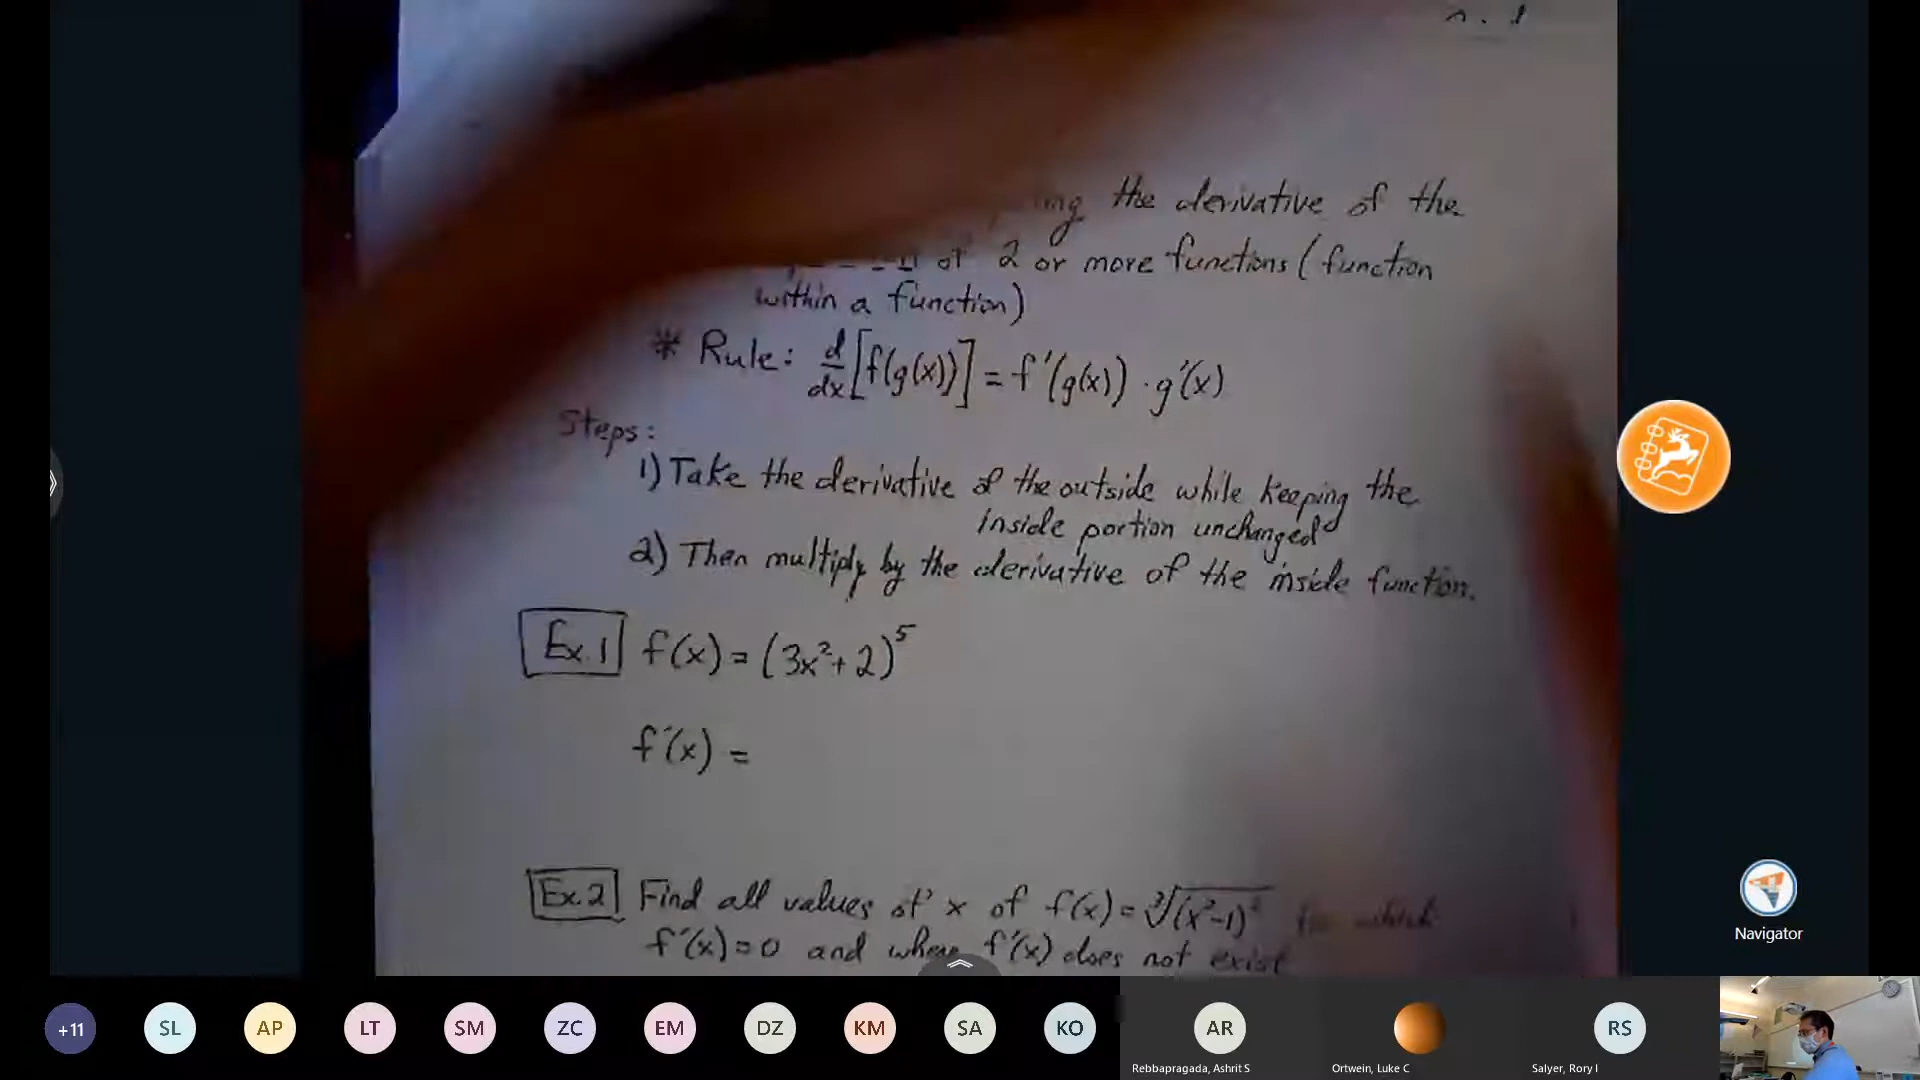 the derivative of the
of 2 or more functions (function
within a function)
* Rule: d/dx [f(g(x))] = f'(g(x)) · g'(x)
Steps:
1) Take the derivative of the outside while keeping the
inside portion unchanged
2) Then multiply by the derivative of the inside function.
Ex.1 f(x) = (3x²+2)⁵
f'(x) =
Ex.2 Find all values of x of f(x) = ∛(x²-1)² for which
f'(x) = 0 and where f'(x) does not exist
Navigator
+11 SL AP LT SM ZC EM DZ KM SA KO AR RS
Rebbapragada, Ashrit S Ortwein, Luke C Salyer, Rory I